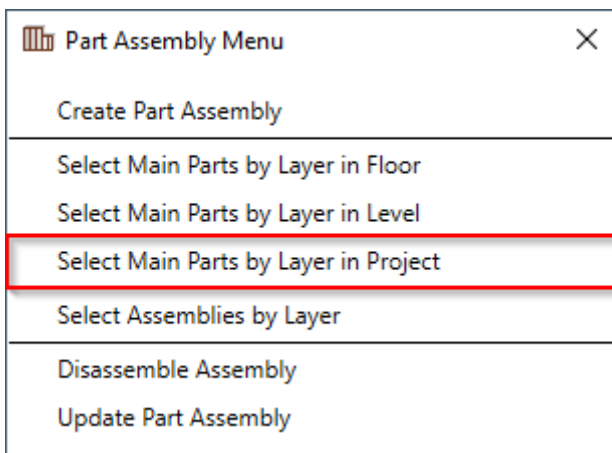 Part Assembly Menu
Create Part Assembly
Select Main Parts by Layer in Floor
Select Main Parts by Layer in Level
Select Main Parts by Layer in Project
Select Assemblies by Layer
Disassemble Assembly
Update Part Assembly